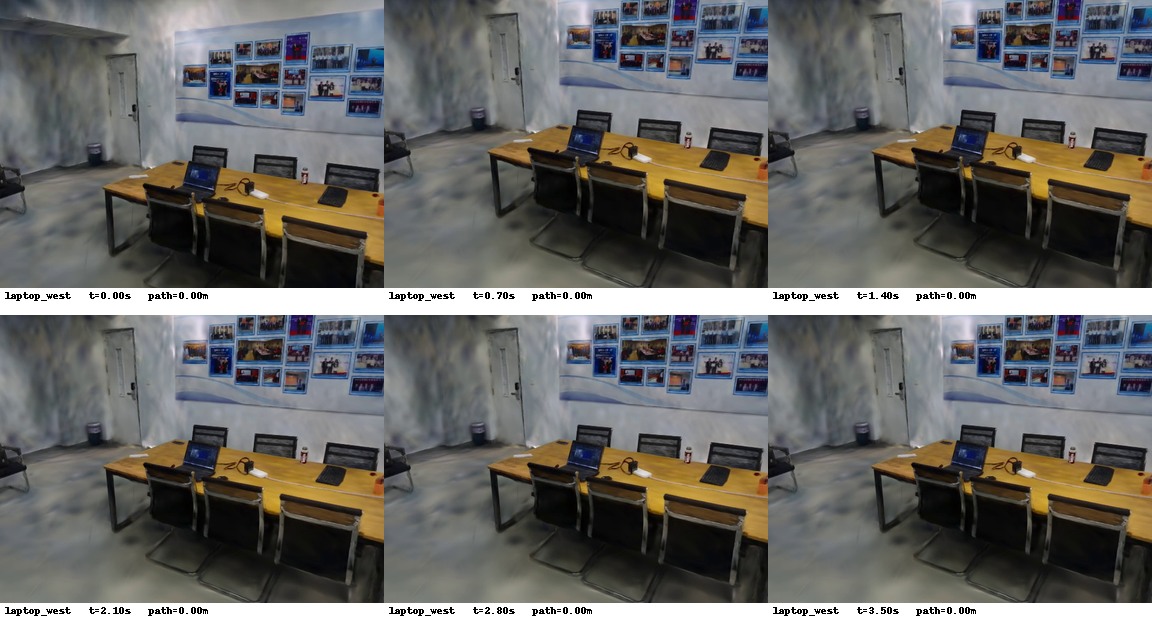 laptop_west t=0.00s path=0.00m
laptop_west t=0.70s path=0.00m
laptop_west t=1.40s path=0.00m
laptop_west t=2.10s path=0.00m
laptop_west t=2.80s path=0.00m
laptop_west t=3.50s path=0.00m